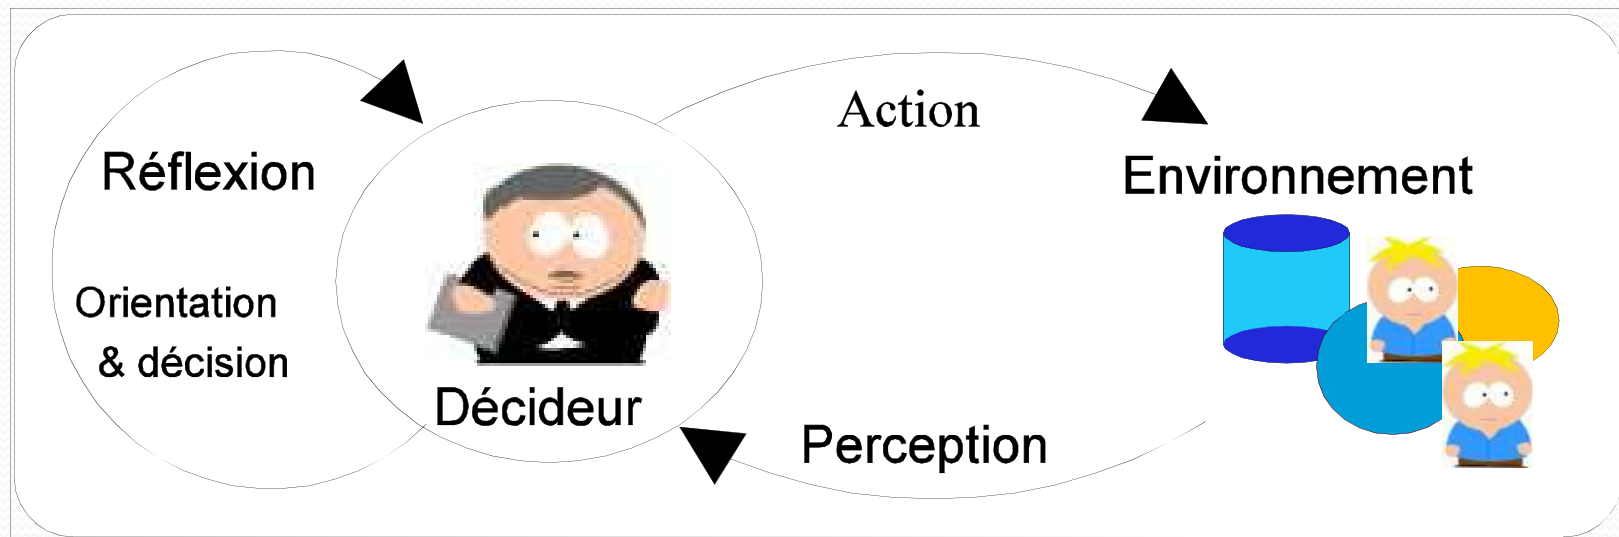 Réflexion
Orientation
& décision
Décideur
Action
Perception
Environnement